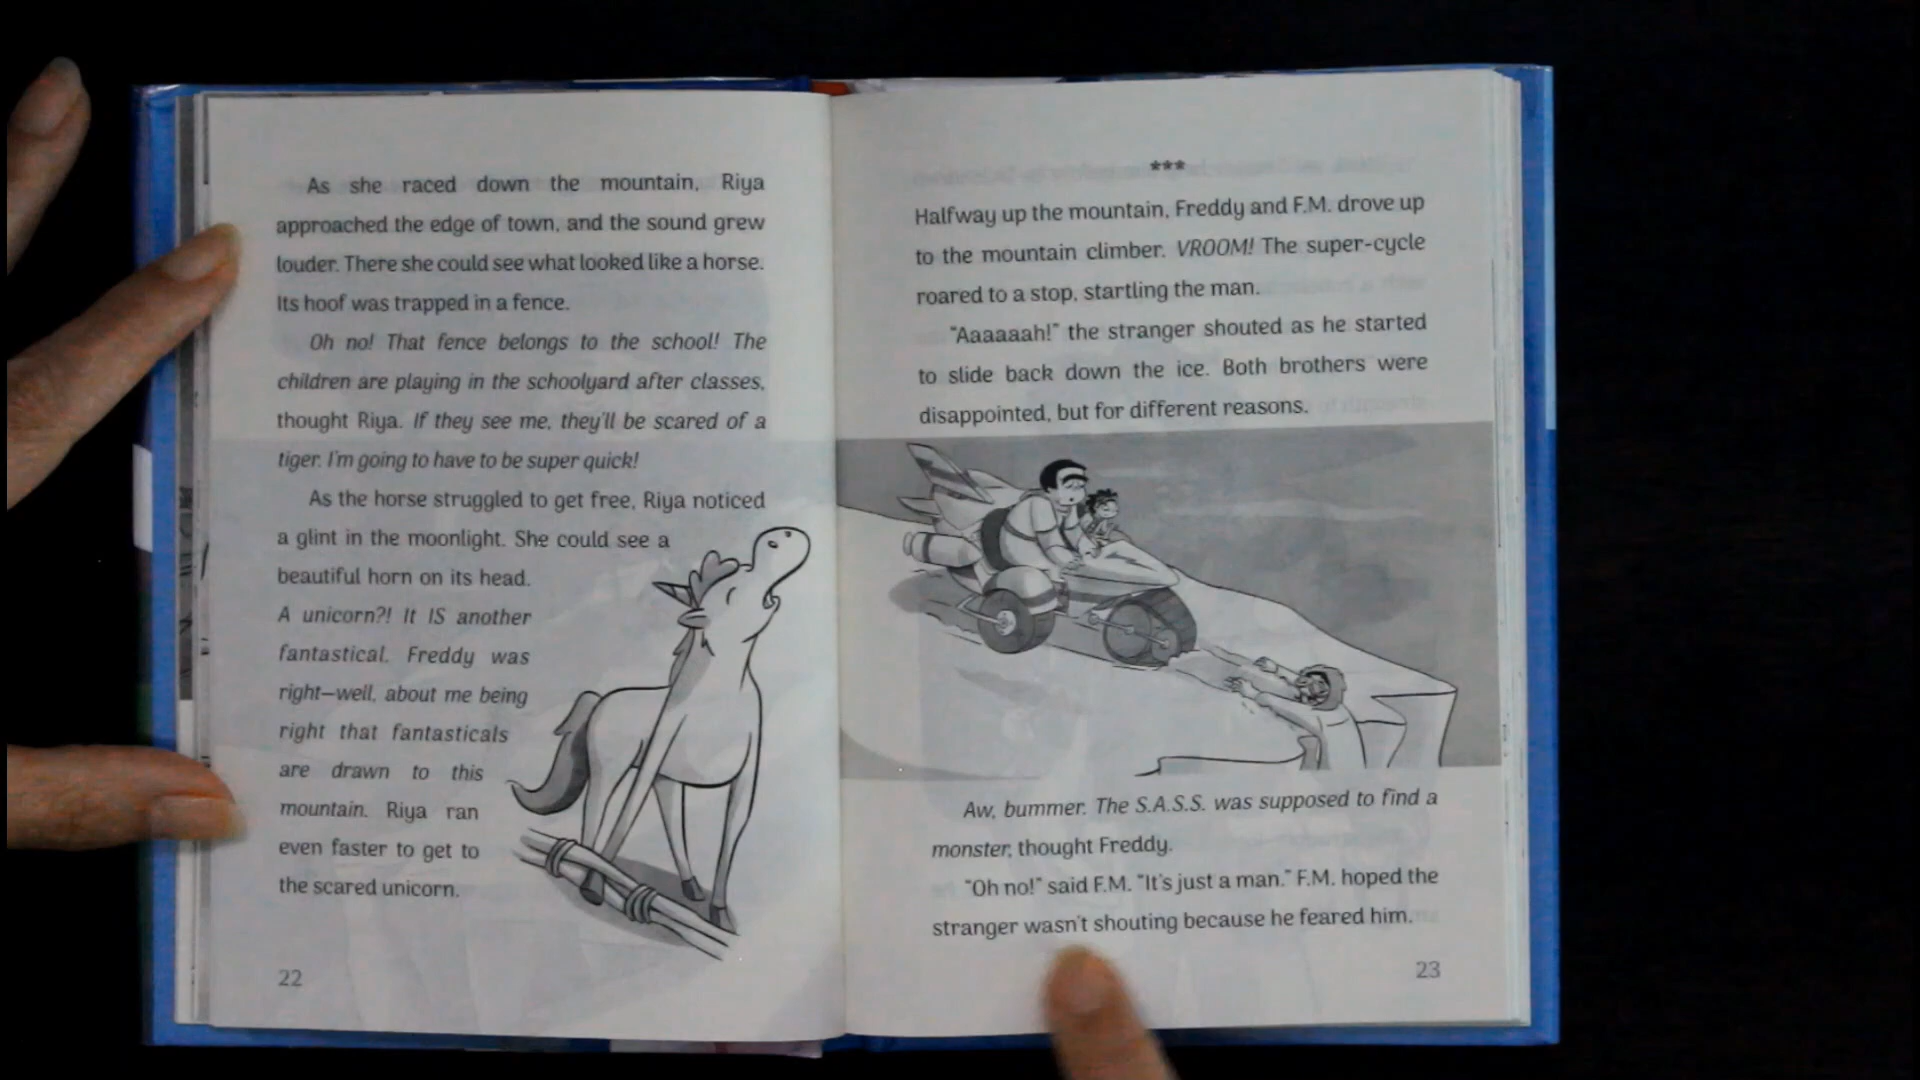 As she raced down the mountain, Riya
approached the edge of town, and the sound grew
louder. There she could see what looked like a horse.
Its hoof was trapped in a fence.
Oh no! That fence belongs to the school! The
children are playing in the schoolyard after classes,
thought Riya. If they see me, they'll be scared of a
tiger. I'm going to have to be super quick!
As the horse struggled to get free, Riya noticed
a glint in the moonlight. She could see a
beautiful horn on its head.
A unicorn?! It IS another
fantastical. Freddy was
right—well, about me being
right that fantasticals
are drawn to this
mountain. Riya ran
even faster to get to
the scared unicorn.
22
***
Halfway up the mountain, Freddy and F.M. drove up
to the mountain climber. VROOM! The super-cycle
roared to a stop, startling the man.
"Aaaaaah!" the stranger shouted as he started
to slide back down the ice. Both brothers were
disappointed, but for different reasons.
Aw, bummer. The S.A.S.S. was supposed to find a
monster, thought Freddy.
"Oh no!" said F.M. "It's just a man." F.M. hoped the
stranger wasn't shouting because he feared him.
23